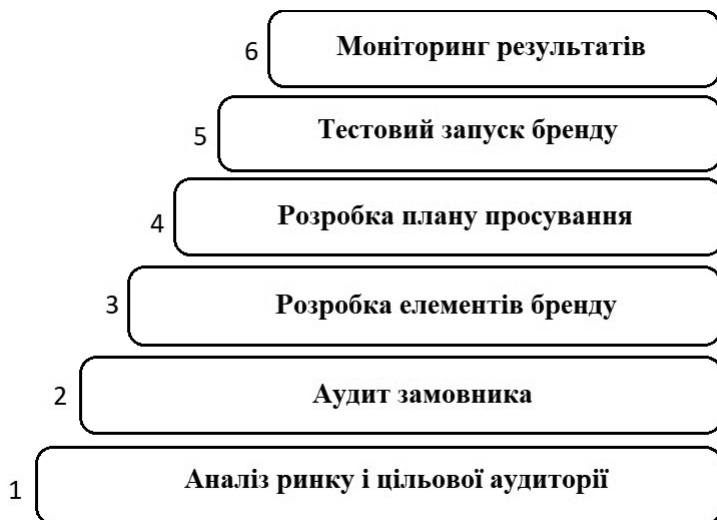 6 Моніторинг результатів
5 Тестовий запуск бренду
4 Розробка плану просування
3 Розробка елементів бренду
2 Аудит замовника
1 Аналіз ринку і цільової аудиторії